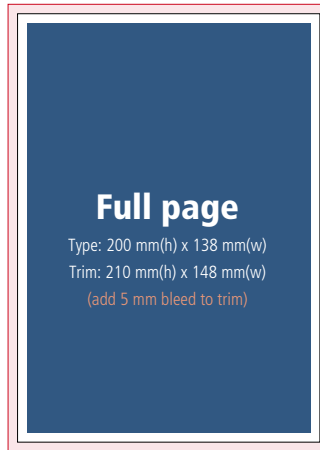 Full page
Type: 200 mm(h) x 138 mm(w)
Trim: 210 mm(h) x 148 mm(w)
(add 5 mm bleed to trim)